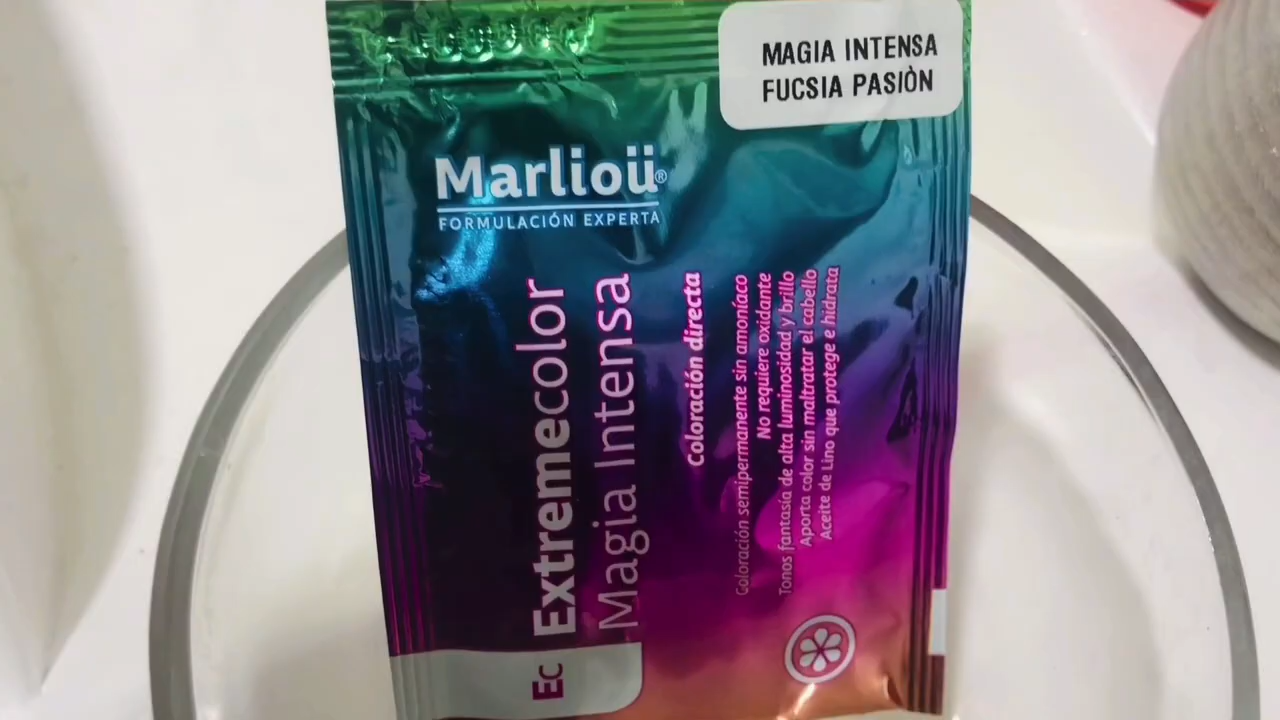 MAGIA INTENSA
FUCSIA PASIÒN
Marlioü®
FORMULACIÓN EXPERTA
Extremecolor
Magia Intensa
Coloración directa
Coloración semipermanente sin amoníaco
No requiere oxidante
Tonos fantasía de alta luminosidad y brillo
Aporta color sin maltratar el cabello
Aceite de Lino que protege e hidrata
Ec